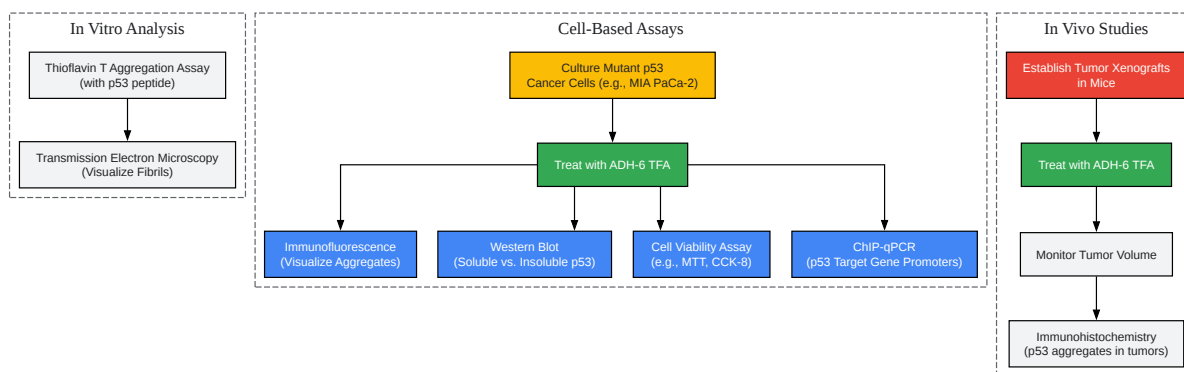 In Vitro Analysis
Thioflavin T Aggregation Assay
(with p53 peptide)
Transmission Electron Microscopy
(Visualize Fibrils)
Cell-Based Assays
Culture Mutant p53
Cancer Cells (e.g., MIA PaCa-2)
Treat with ADH-6 TFA
Immunofluorescence
(Visualize Aggregates)
Western Blot
(Soluble vs. Insoluble p53)
Cell Viability Assay
(e.g., MTT, CCK-8)
ChIP-qPCR
(p53 Target Gene Promoters)
In Vivo Studies
Establish Tumor Xenografts
in Mice
Treat with ADH-6 TFA
Monitor Tumor Volume
Immunohistochemistry
(p53 aggregates in tumors)